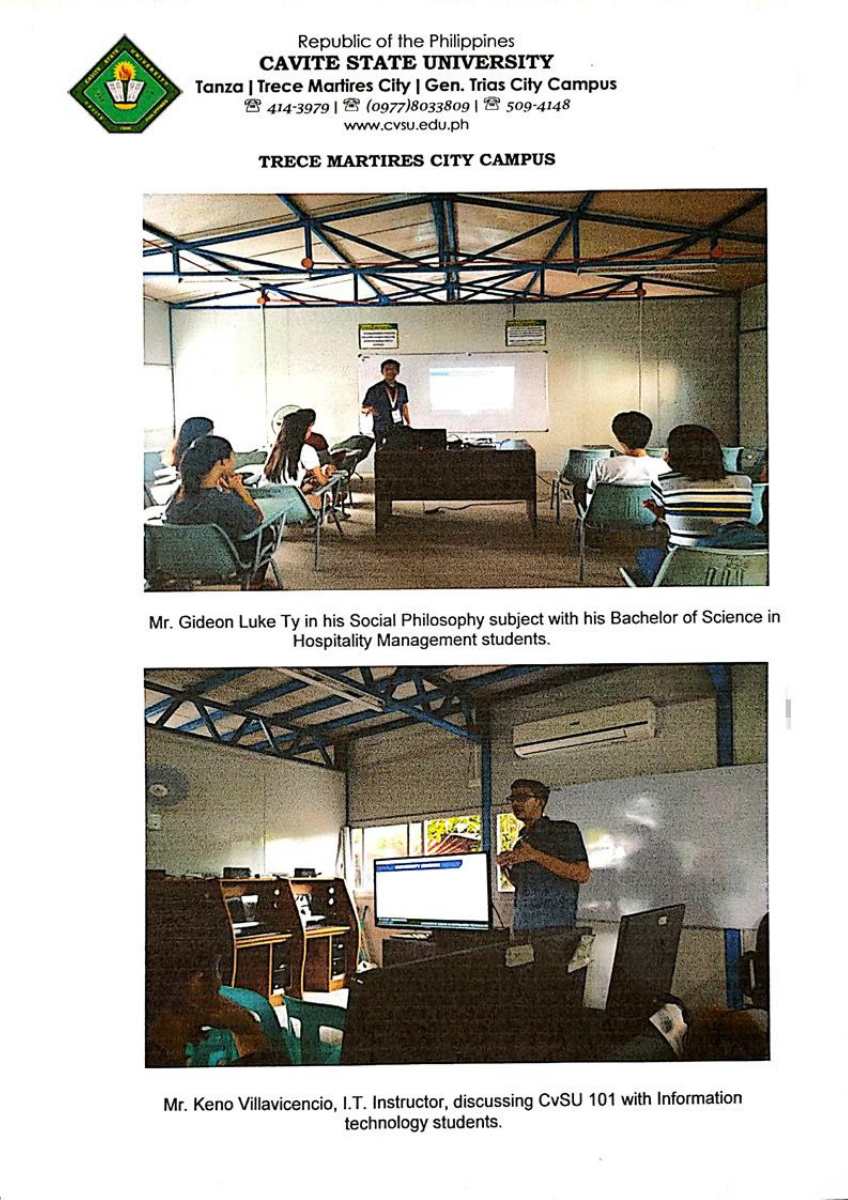 Republic of the Philippines
CAVITE STATE UNIVERSITY
Tanza | Trece Martires City | Gen. Trias City Campus
☏ 414-3979 | ☏ (0977)8033809 | ☏ 509-4148
www.cvsu.edu.ph
TRECE MARTIRES CITY CAMPUS
Mr. Gideon Luke Ty in his Social Philosophy subject with his Bachelor of Science in
Hospitality Management students.
Mr. Keno Villavicencio, I.T. Instructor, discussing CvSU 101 with Information
technology students.